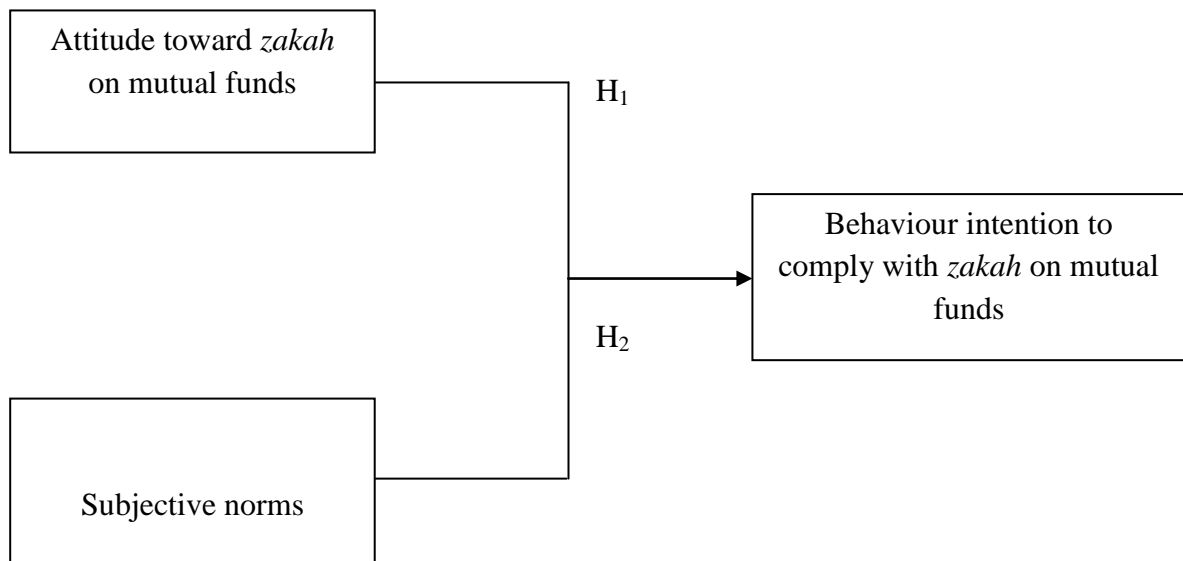 Attitude toward zakah
on mutual funds
H1
Behaviour intention to
comply with zakah on mutual
funds
H2
Subjective norms